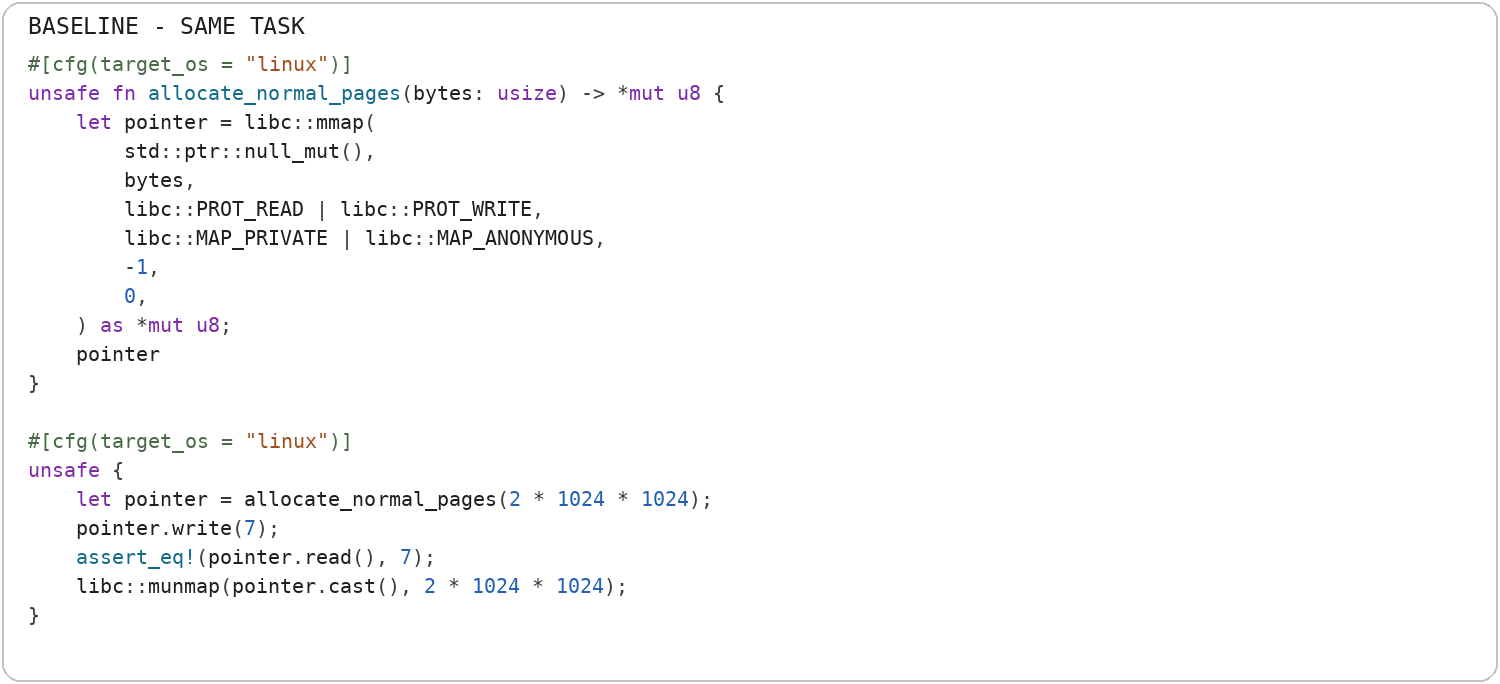 BASELINE - SAME TASK
#[cfg(target_os = "linux")]
unsafe fn allocate_normal_pages(bytes: usize) -> *mut u8 {
    let pointer = libc::mmap(
        std::ptr::null_mut(),
        bytes,
        libc::PROT_READ | libc::PROT_WRITE,
        libc::MAP_PRIVATE | libc::MAP_ANONYMOUS,
        -1,
        0,
    ) as *mut u8;
    pointer
}

#[cfg(target_os = "linux")]
unsafe {
    let pointer = allocate_normal_pages(2 * 1024 * 1024);
    pointer.write(7);
    assert_eq!(pointer.read(), 7);
    libc::munmap(pointer.cast(), 2 * 1024 * 1024);
}